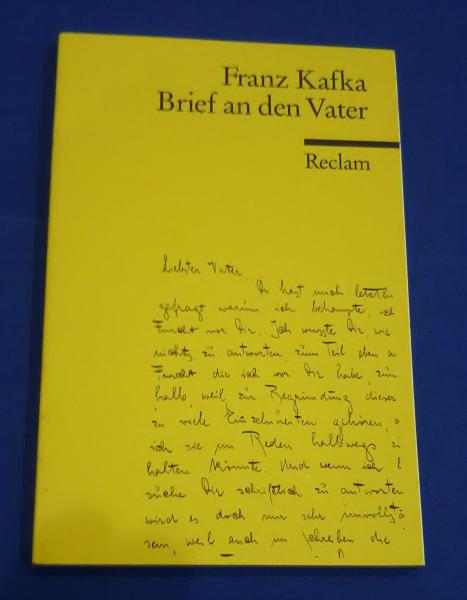 Franz Kafka
Brief an den Vater
Reclam
Liebster Vater
Du hast mich letzthi
gefragt warum ich behaupte, ich
Furcht vor Dir. Ich wusste Dir, wie
nichts zu antworten, zum Teil eben a
Furcht die ich vor Dir habe, zum
halb, weil zur Begründung dieser
zu viele Einzelnheiten gehören,
ich sie im Reden halbwegs z
halten könnte. Und wenn ich
suche Dir schriftlich zu antworten
wird es doch nur sehr unvollstä
sein, weil auch im Schreiben die